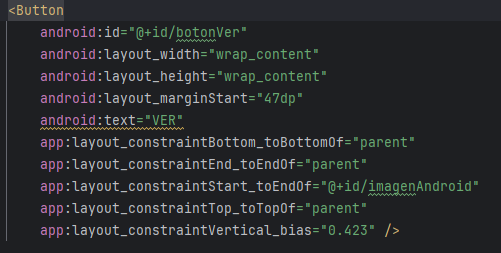 <Button
android:id="@+id/botonVer"
android:layout_width="wrap_content"
android:layout_height="wrap_content"
android:layout_marginStart="47dp"
android:text="VER"
app:layout_constraintBottom_toBottomOf="parent"
app:layout_constraintEnd_toEndOf="parent"
app:layout_constraintStart_toEndOf="@+id/imagenAndroid"
app:layout_constraintTop_toTopOf="parent"
app:layout_constraintVertical_bias="0.423" />